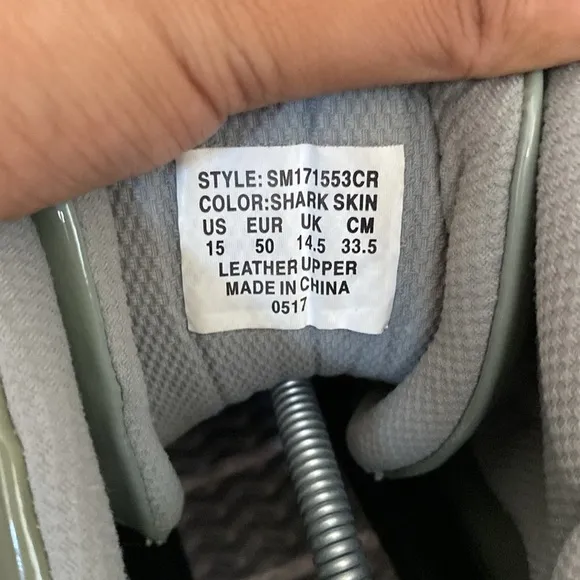 STYLE: SM171553CR
COLOR:SHARK SKIN
US EUR UK CM
15 50 14.5 33.5
LEATHER UPPER
MADE IN CHINA
0517